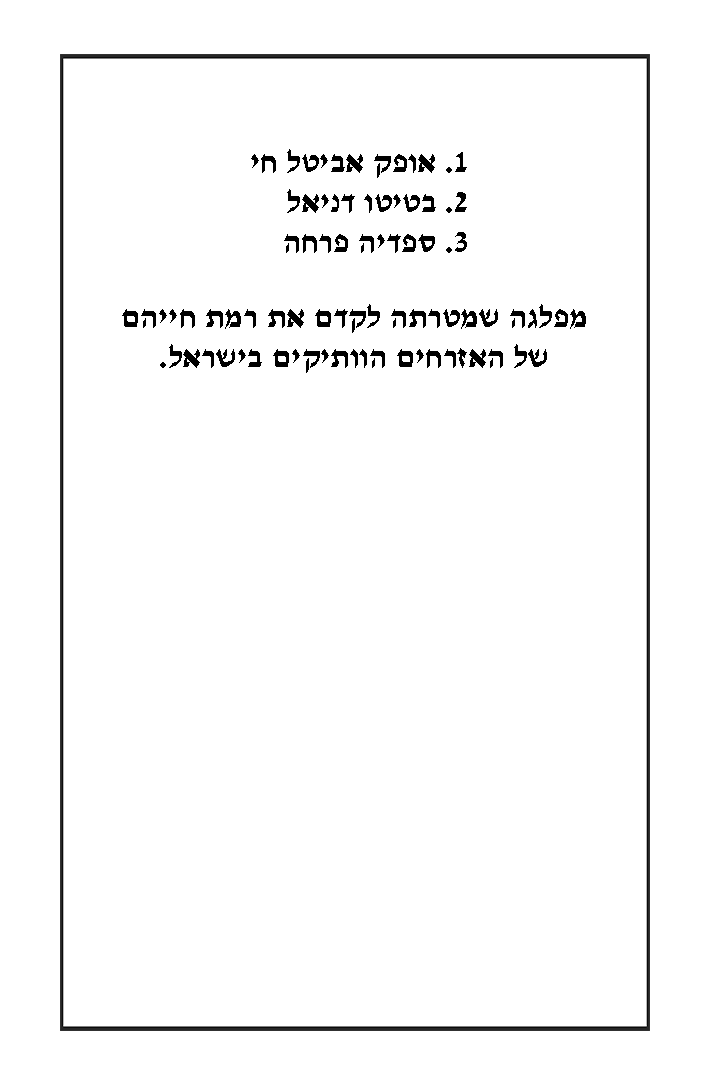 1. אופק אביטל חי
2. בטיטו דניאל
3. ספדיה פרחה
מפלגה שמטרתה לקדם את רמת חייהם
של האזרחים הוותיקים בישראל.